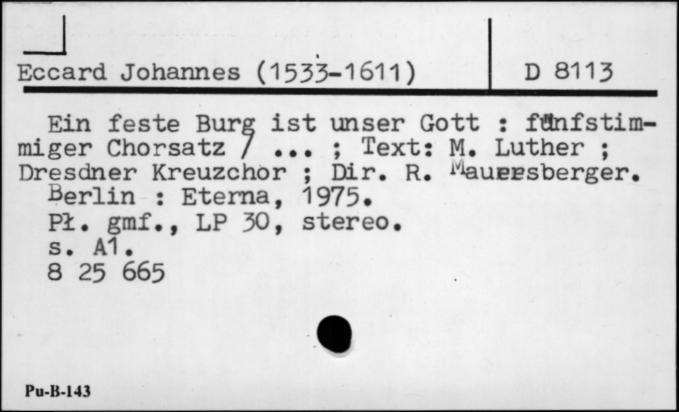 Eccard Johannes (1533-1611) D 8113
Ein feste Burg ist unser Gott : fünfstim-
miger Chorsatz / ... ; Text: M. Luther ;
Dresdner Kreuzchor ; Dir. R. Mauersberger.
Berlin : Eterna, 1975.
Pł. gmf., LP 30, stereo.
s. A1.
8 25 665
Pu-B-143